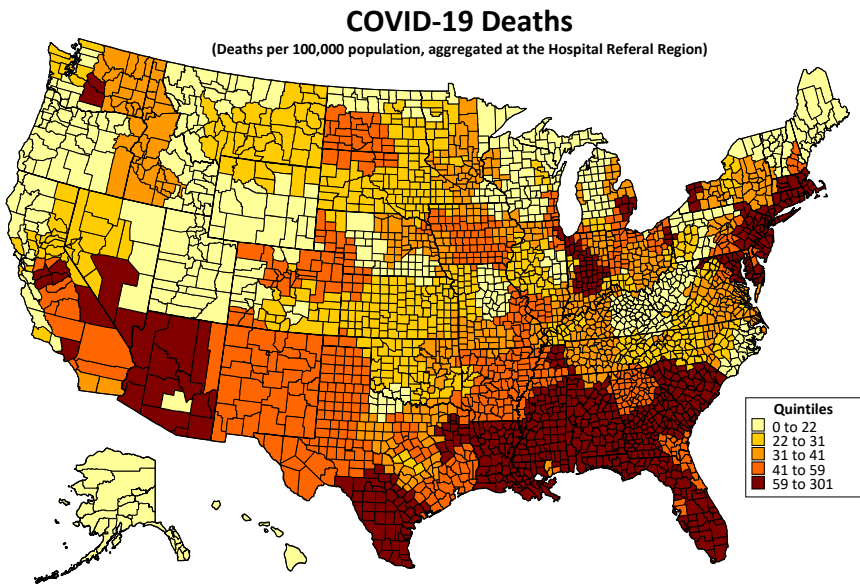 COVID-19 Deaths
(Deaths per 100,000 population, aggregated at the Hospital Referal Region)
Quintiles
0 to 22
22 to 31
31 to 41
41 to 59
59 to 301